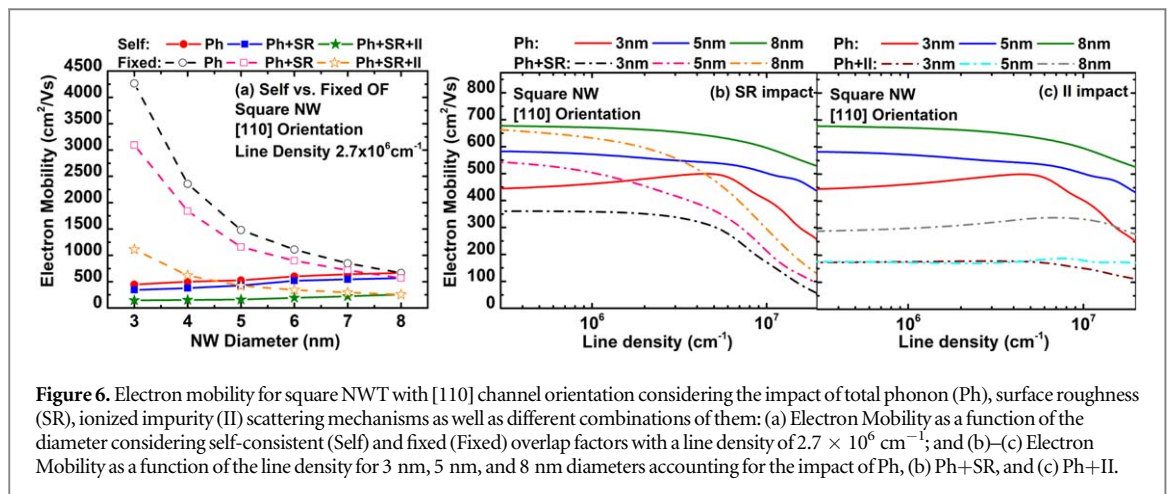 Self: Ph Ph+SR Ph+SR+II
Fixed: Ph Ph+SR Ph+SR+II
Electron Mobility (cm²/Vs)
4500
4000
3500
3000
2500
2000
1500
1000
500
0
(a) Self vs. Fixed OF
Square NW
[110] Orientation
Line Density 2.7x10⁶cm⁻¹
3 4 5 6 7 8
NW Diameter (nm)
Ph: 3nm 5nm 8nm
Ph+SR: 3nm 5nm 8nm
Electron Mobility (cm²/Vs)
800
700
600
500
400
300
200
100
0
Square NW (b) SR impact
[110] Orientation
10⁶ 10⁷
Line density (cm⁻¹)
Ph: 3nm 5nm 8nm
Ph+II: 3nm 5nm 8nm
Square NW (c) II impact
[110] Orientation
10⁶ 10⁷
Line density (cm⁻¹)
Figure 6. Electron mobility for square NWT with [110] channel orientation considering the impact of total phonon (Ph), surface roughness
(SR), ionized impurity (II) scattering mechanisms as well as different combinations of them: (a) Electron Mobility as a function of the
diameter considering self-consistent (Self) and fixed (Fixed) overlap factors with a line density of 2.7 × 10⁶ cm⁻¹; and (b)–(c) Electron
Mobility as a function of the line density for 3 nm, 5 nm, and 8 nm diameters accounting for the impact of Ph, (b) Ph+SR, and (c) Ph+II.